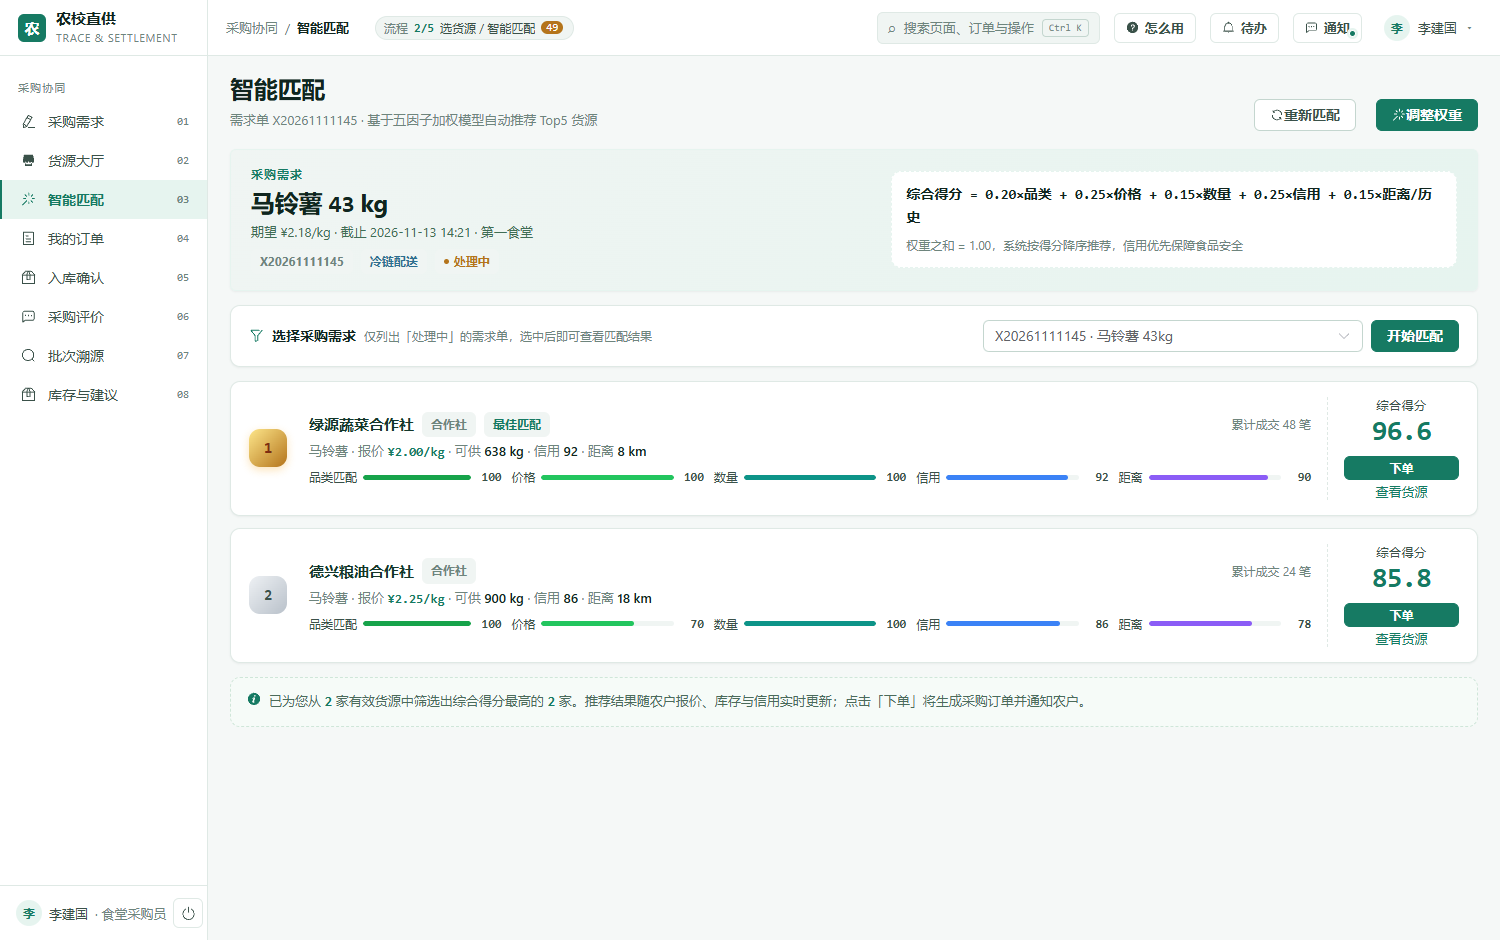 农 农校直供
TRACE & SETTLEMENT
采购协同 / 智能匹配
流程 2/5 选货源 / 智能匹配 49
搜索页面、订单与操作 Ctrl K
怎么用
待办
通知
李 李建国
采购协同
采购需求 01
货源大厅 02
智能匹配 03
我的订单 04
入库确认 05
采购评价 06
批次溯源 07
库存与建议 08
李 李建国 · 食堂采购员
智能匹配
需求单 X20261111145 · 基于五因子加权模型自动推荐 Top5 货源
重新匹配
调整权重
采购需求
马铃薯 43 kg
期望 ¥2.18/kg · 截止 2026-11-13 14:21 · 第一食堂
X20261111145 冷链配送 处理中
综合得分 = 0.20×品类 + 0.25×价格 + 0.15×数量 + 0.25×信用 + 0.15×距离/历
史
权重之和 = 1.00，系统按得分降序推荐，信用优先保障食品安全
选择采购需求 仅列出「处理中」的需求单，选中后即可查看匹配结果
X20261111145 · 马铃薯 43kg
开始匹配
1
绿源蔬菜合作社 合作社 最佳匹配
累计成交 48 笔
马铃薯 · 报价 ¥2.00/kg · 可供 638 kg · 信用 92 · 距离 8 km
品类匹配 100 价格 100 数量 100 信用 92 距离 90
综合得分
96.6
下单
查看货源
2
德兴粮油合作社 合作社
累计成交 24 笔
马铃薯 · 报价 ¥2.25/kg · 可供 900 kg · 信用 86 · 距离 18 km
品类匹配 100 价格 70 数量 100 信用 86 距离 78
综合得分
85.8
下单
查看货源
已为您从 2 家有效货源中筛选出综合得分最高的 2 家。推荐结果随农户报价、库存与信用实时更新；点击「下单」将生成采购订单并通知农户。